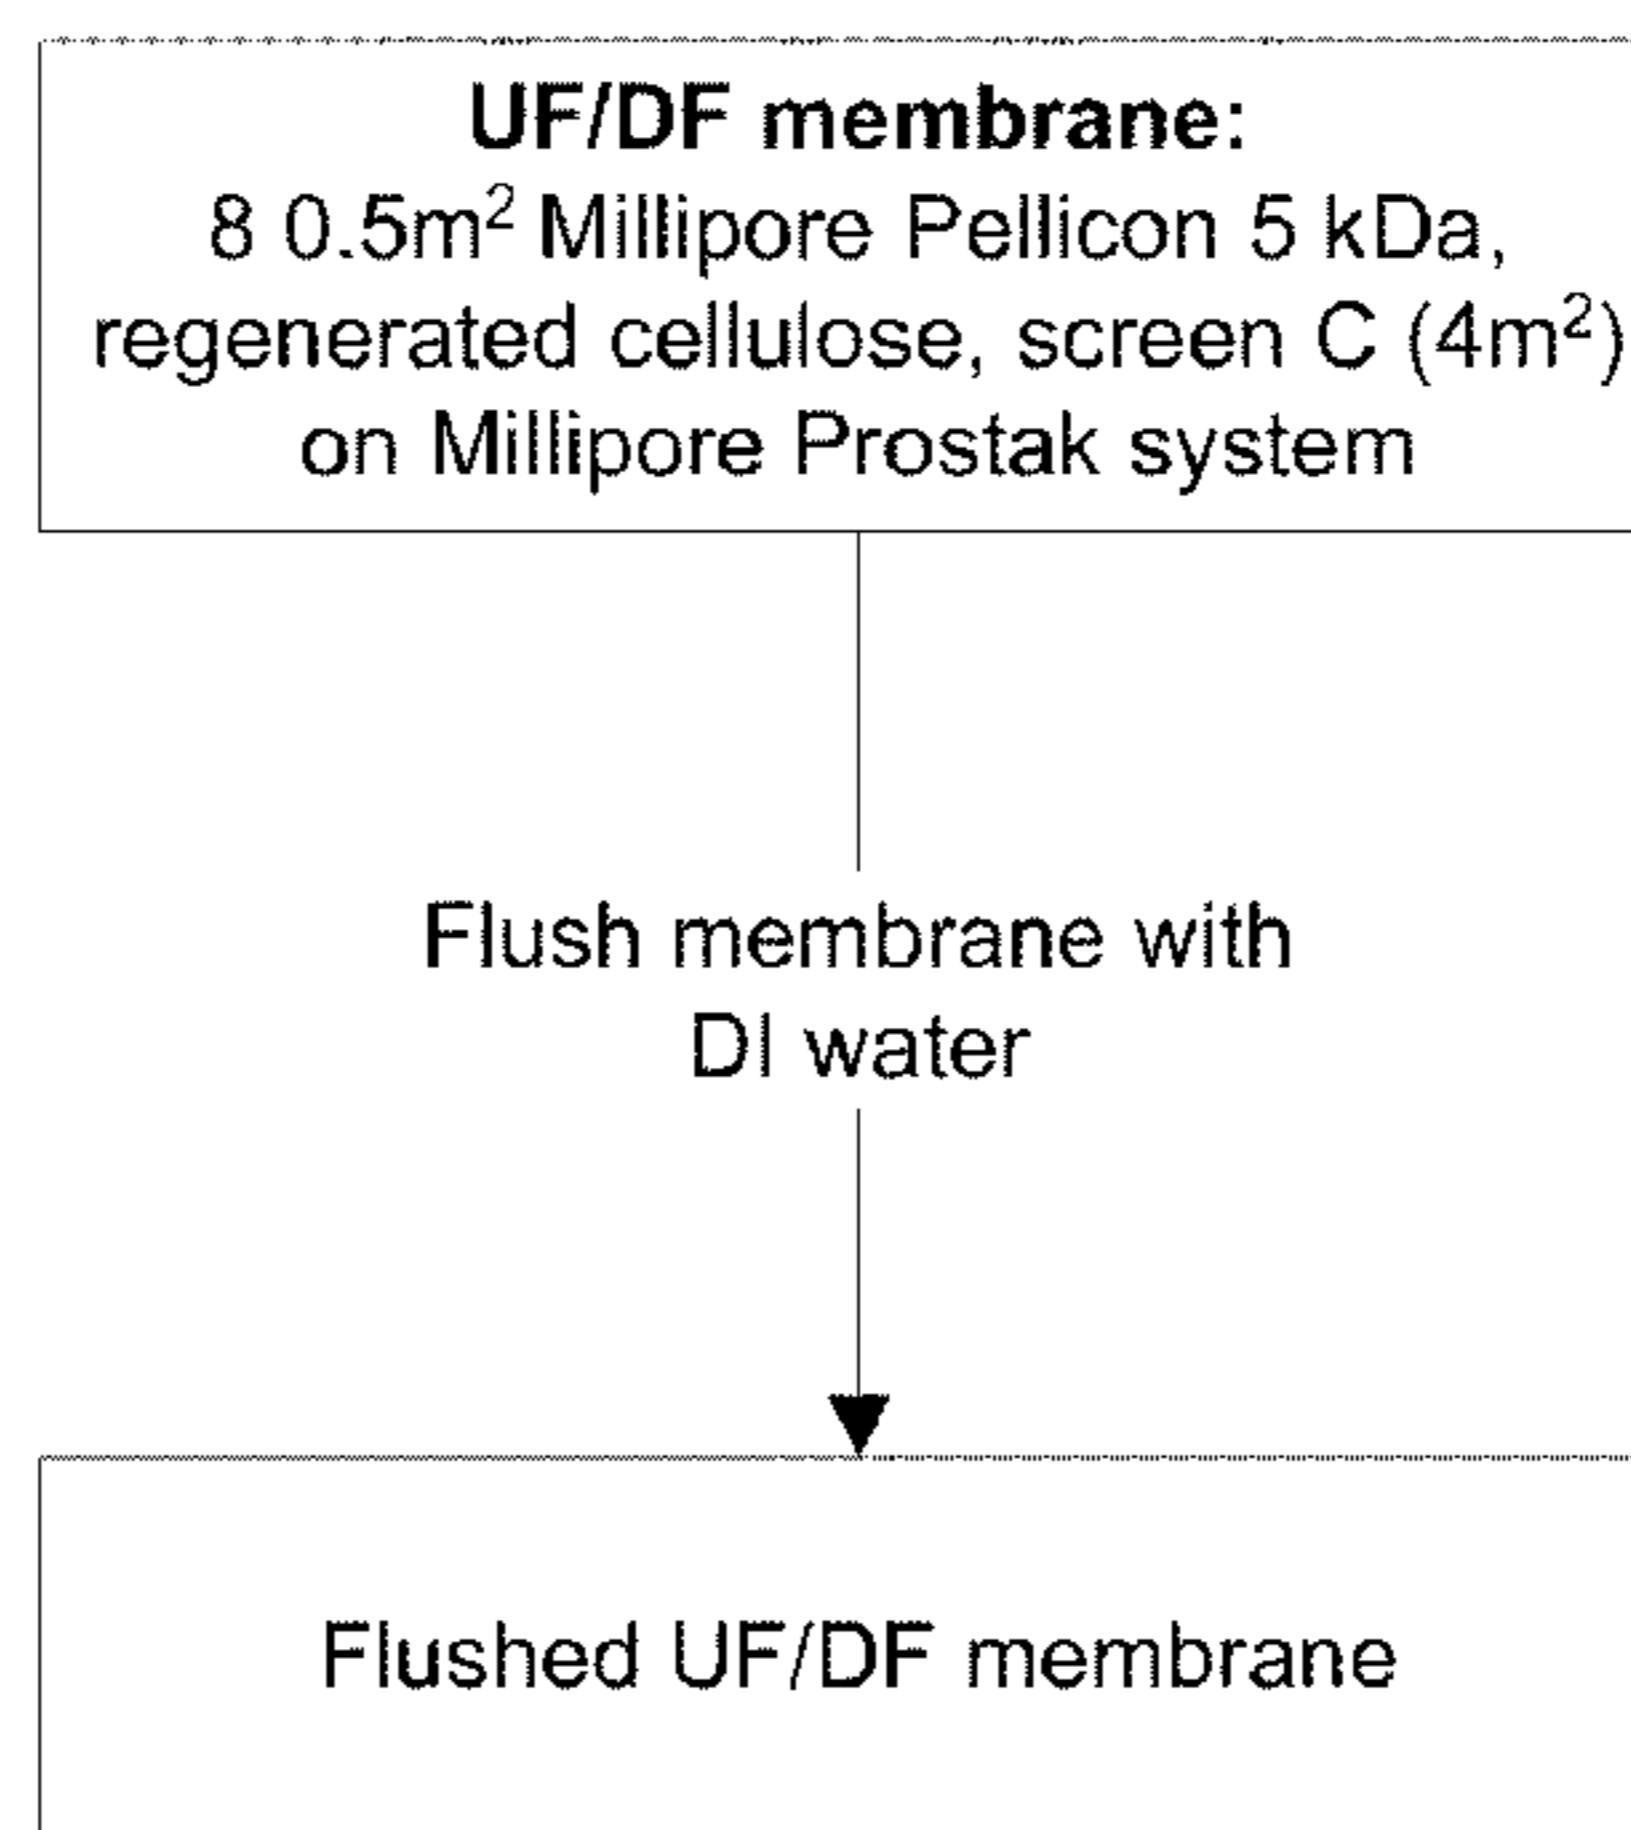 UF/DF membrane:
8 0.5m² Millipore Pellicon 5 kDa,
regenerated cellulose, screen C (4m²)
on Millipore Prostak system
Flush membrane with
DI water
Flushed UF/DF membrane